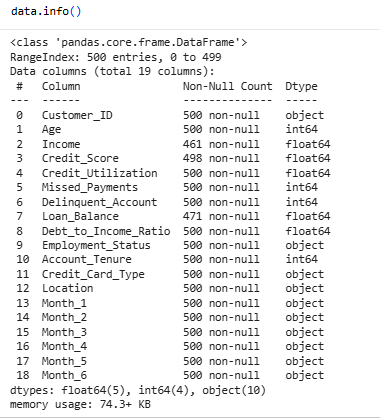 data.info()
<class 'pandas.core.frame.DataFrame'>
RangeIndex: 500 entries, 0 to 499
Data columns (total 19 columns):
 #   Column                Non-Null Count  Dtype
---  ------                --------------  -----
 0   Customer_ID           500 non-null    object
 1   Age                   500 non-null    int64
 2   Income                461 non-null    float64
 3   Credit_Score          498 non-null    float64
 4   Credit_Utilization    500 non-null    float64
 5   Missed_Payments       500 non-null    int64
 6   Delinquent_Account    500 non-null    int64
 7   Loan_Balance          471 non-null    float64
 8   Debt_to_Income_Ratio  500 non-null    float64
 9   Employment_Status     500 non-null    object
 10  Account_Tenure        500 non-null    int64
 11  Credit_Card_Type      500 non-null    object
 12  Location              500 non-null    object
 13  Month_1               500 non-null    object
 14  Month_2               500 non-null    object
 15  Month_3               500 non-null    object
 16  Month_4               500 non-null    object
 17  Month_5               500 non-null    object
 18  Month_6               500 non-null    object
dtypes: float64(5), int64(4), object(10)
memory usage: 74.3+ KB